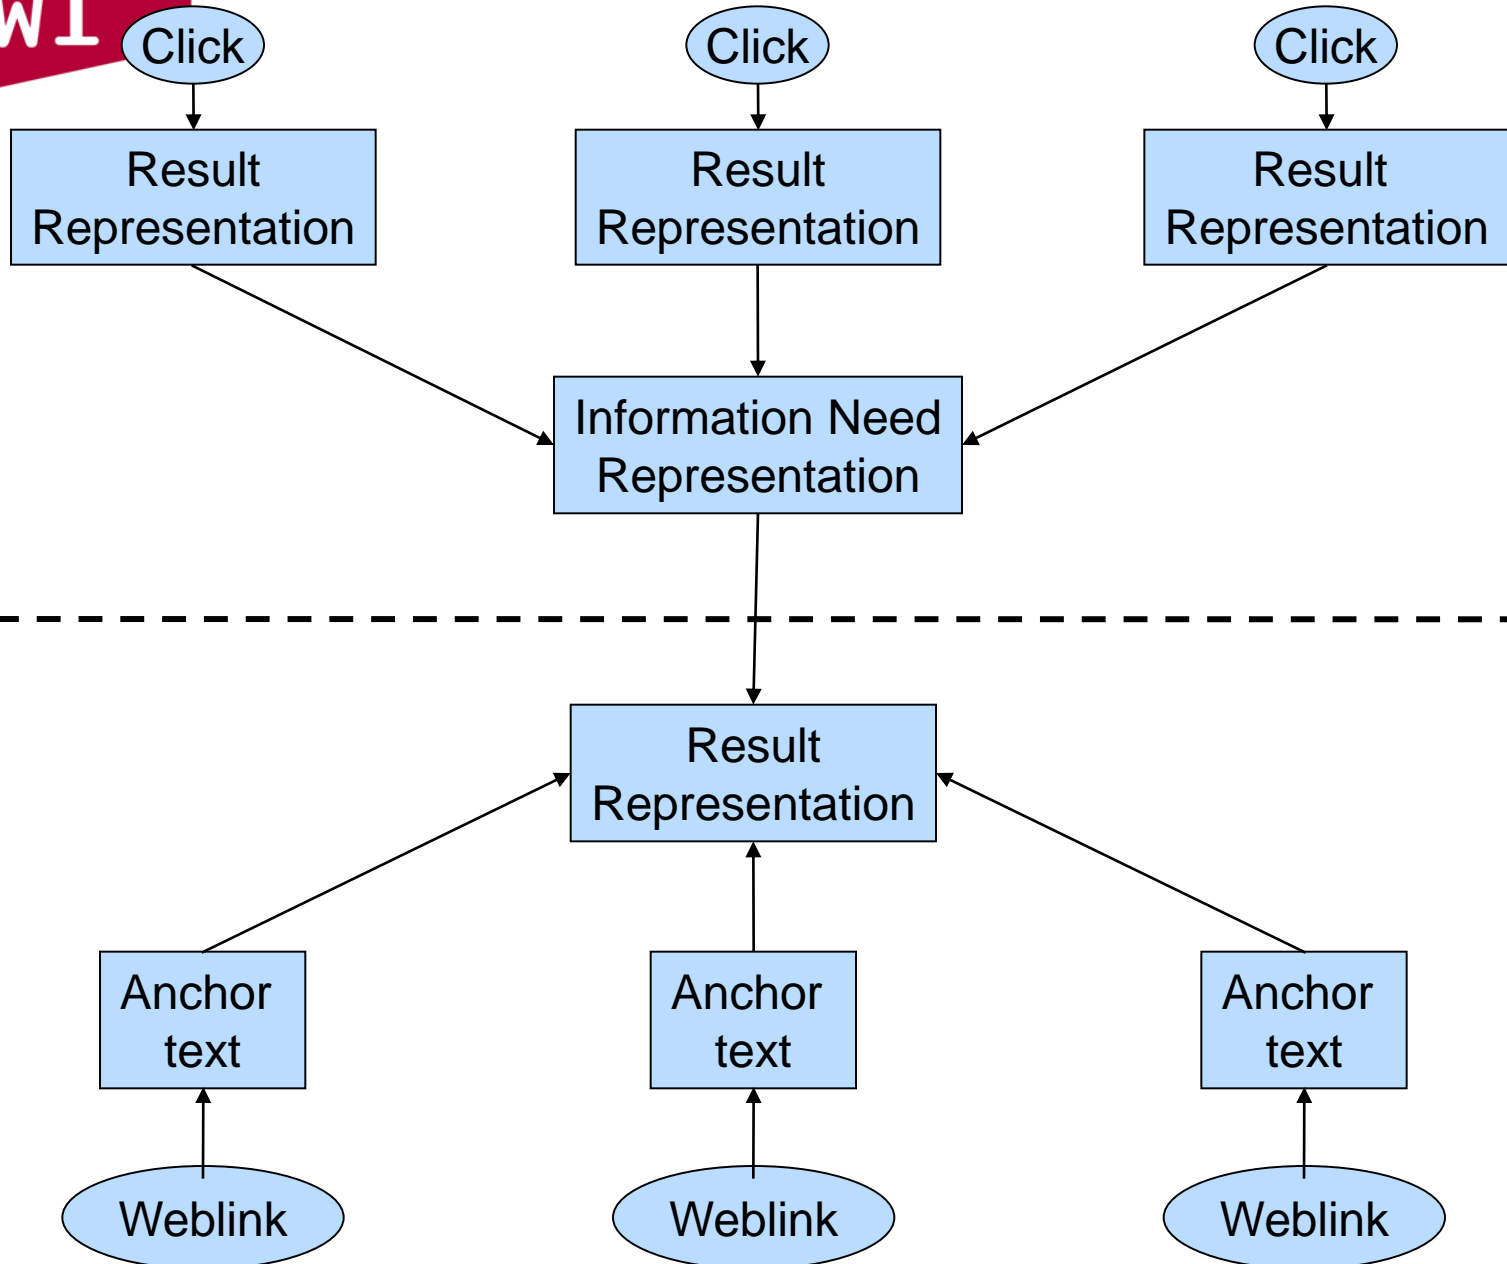 WI
Click
Click
Click
Result
Representation
Result
Representation
Result
Representation
Information Need
Representation
Result
Representation
Anchor
text
Anchor
text
Anchor
text
Weblink
Weblink
Weblink